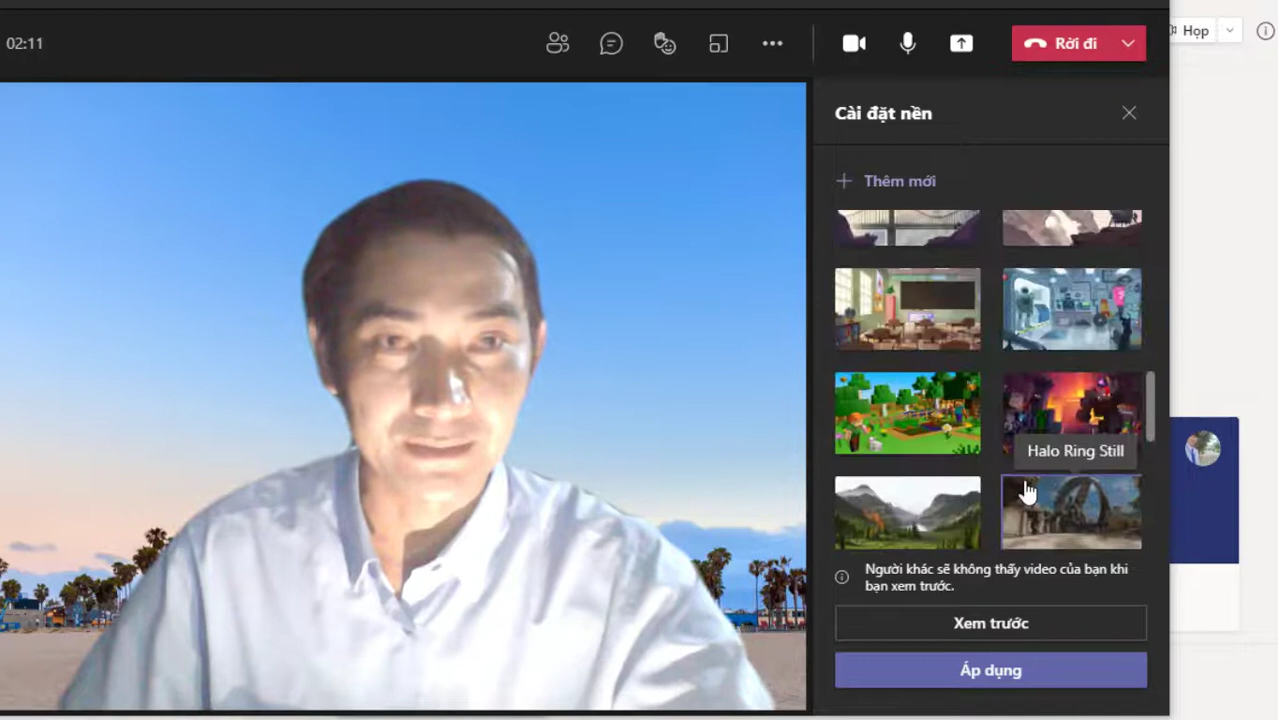 02:11
Rời đi
Họp
Cài đặt nền
Thêm mới
Halo Ring Still
Người khác sẽ không thấy video của bạn khi
bạn xem trước.
Xem trước
Áp dụng